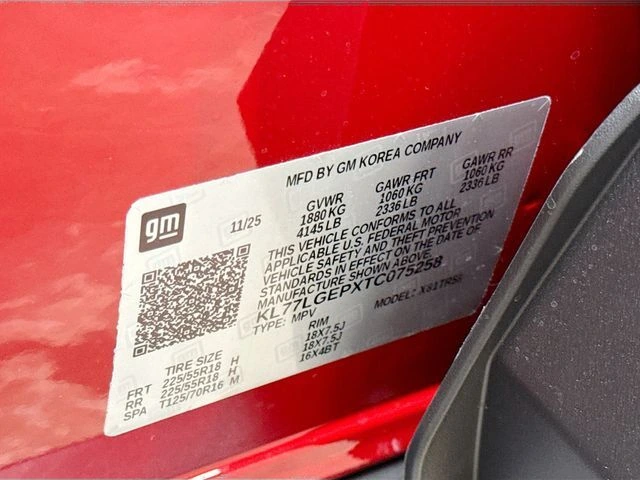 gm
MFD BY GM KOREA COMPANY
11/25
GVWR GAWR FRT GAWR RR
1880 KG 1060 KG 1060 KG
4145 LB 2336 LB 2336 LB
THIS VEHICLE CONFORMS TO ALL
APPLICABLE U.S. FEDERAL MOTOR
VEHICLE SAFETY AND THEFT PREVENTION
STANDARDS IN EFFECT ON THE DATE OF
MANUFACTURE SHOWN ABOVE.
KL77LGEPXTC075258
TYPE: MPV MODEL:
TIRE SIZE RIM
FRT 225/55R18 H 18X7.5J
RR 225/55R18 H 18X7.5J
SPA T125/70R16 M 16X4BT